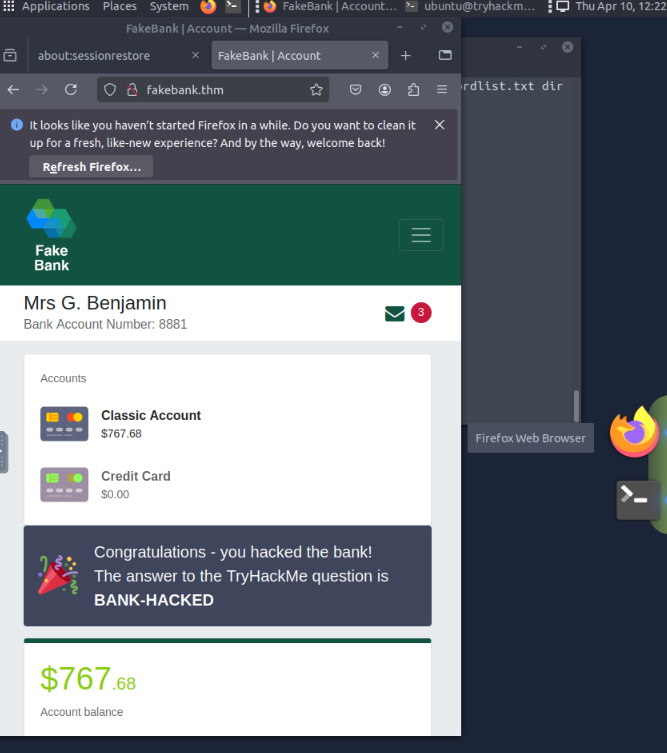 Applications Places System FakeBank | Account... ubuntu@tryhackm... Thu Apr 10, 12:22
FakeBank | Account — Mozilla Firefox
about:sessionrestore
FakeBank | Account
fakebank.thm
rdlist.txt dir
It looks like you haven't started Firefox in a while. Do you want to clean it
up for a fresh, like-new experience? And by the way, welcome back!
Refresh Firefox...
Fake
Bank
Mrs G. Benjamin
Bank Account Number: 8881
3
Accounts
Classic Account
$767.68
Credit Card
$0.00
Firefox Web Browser
Congratulations - you hacked the bank!
The answer to the TryHackMe question is
BANK-HACKED
$767.68
Account balance